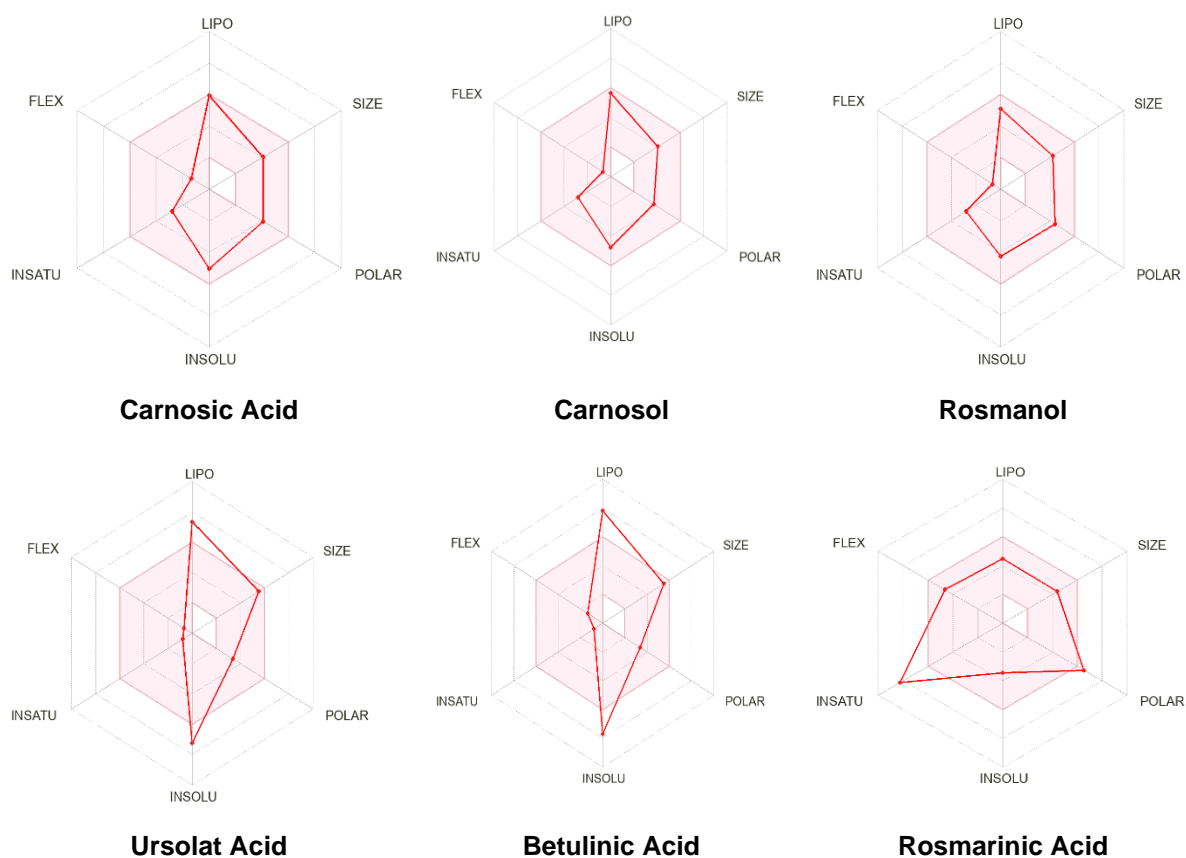 LIPO
FLEX
SIZE
INSATU
POLAR
INSOLU
Carnosic Acid
LIPO
FLEX
SIZE
INSATU
POLAR
INSOLU
Carnosol
LIPO
FLEX
SIZE
INSATU
POLAR
INSOLU
Rosmanol
LIPO
FLEX
SIZE
INSATU
POLAR
INSOLU
Ursolat Acid
LIPO
FLEX
SIZE
INSATU
POLAR
INSOLU
Betulinic Acid
LIPO
FLEX
SIZE
INSATU
POLAR
INSOLU
Rosmarinic Acid